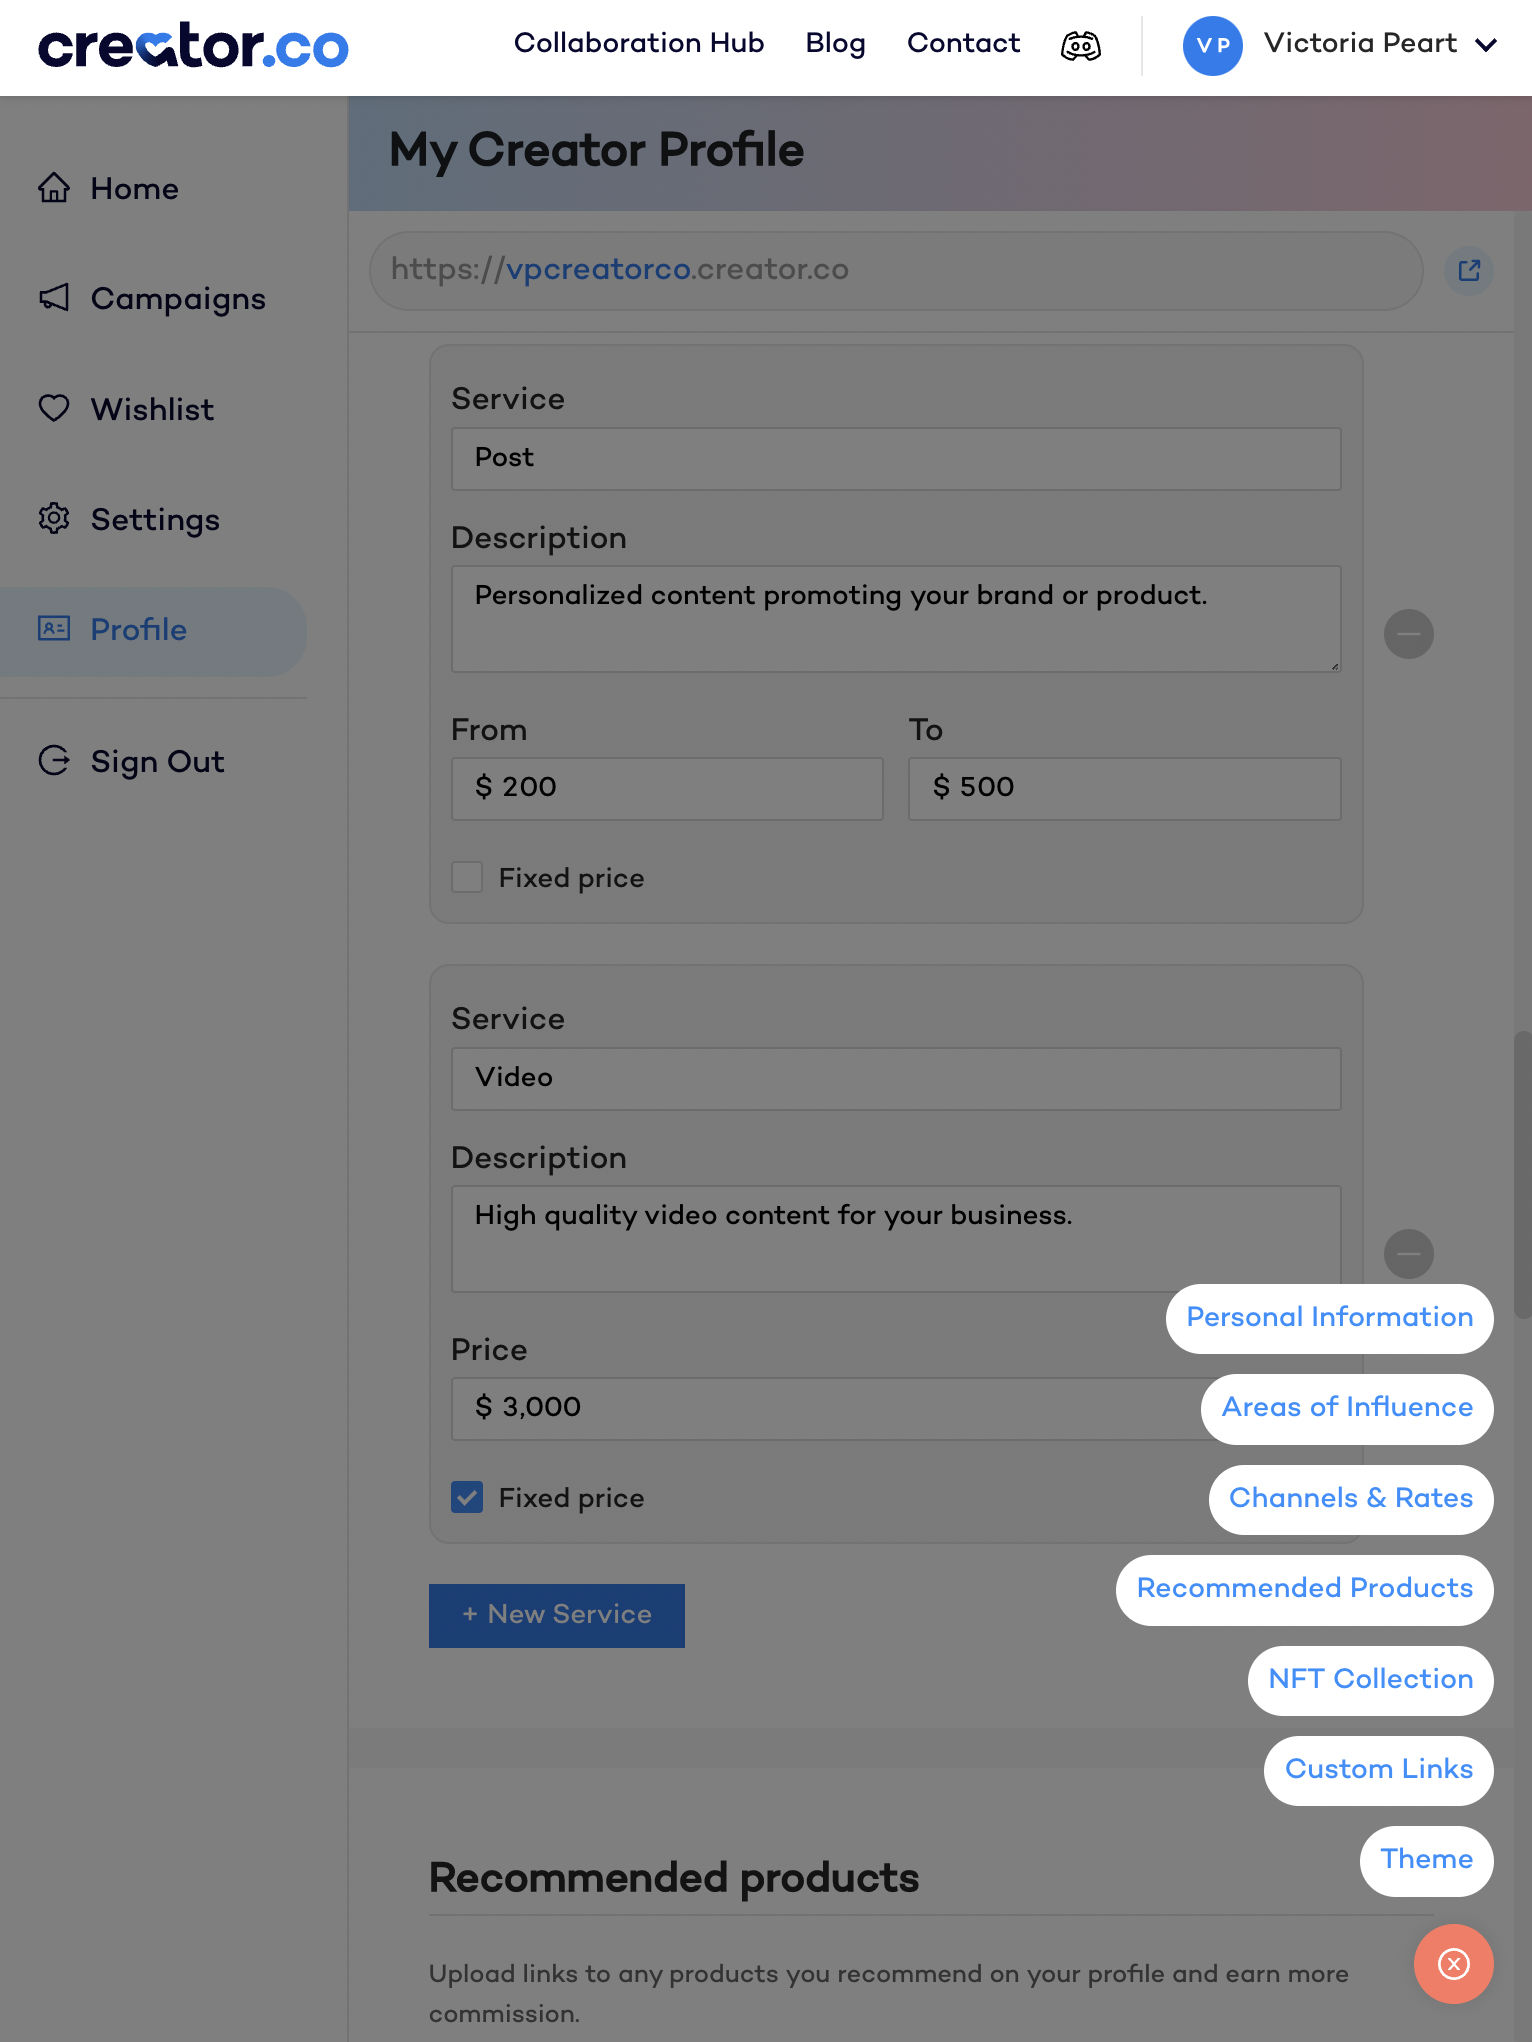 creator.co
Collaboration Hub
Blog
Contact
VP
Victoria Peart
Home
Campaigns
Wishlist
Settings
Profile
Sign Out
My Creator Profile
https://vpcreatorco.creator.co
Service
Post
Description
Personalized content promoting your brand or product.
From
To
$ 200
$ 500
Fixed price
Service
Video
Description
High quality video content for your business.
Price
$ 3,000
Fixed price
+ New Service
Personal Information
Areas of Influence
Channels & Rates
Recommended Products
NFT Collection
Custom Links
Theme
Recommended products
Upload links to any products you recommend on your profile and earn more
commission.